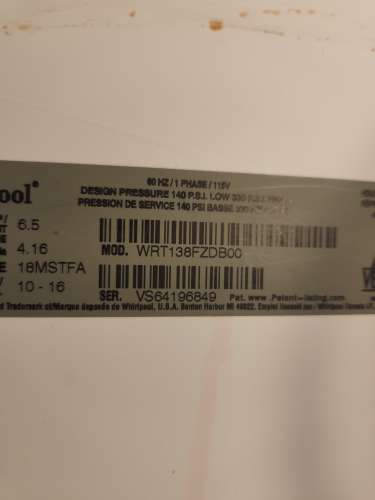 ool®
60 HZ / 1 PHASE / 115V
DESIGN PRESSURE 140 P.S.I. LOW
PRESSION DE SERVICE 140 PSI BASSE
6.5
4.16
MOD. WRT138FZDB00
18MSTFA
10 - 16
SER. VS64196849 Pat. www.Patent-listing.com
d Trademark of/Marque deposée de Whirlpool, U.S.A. Benton Harbor MI 49022.